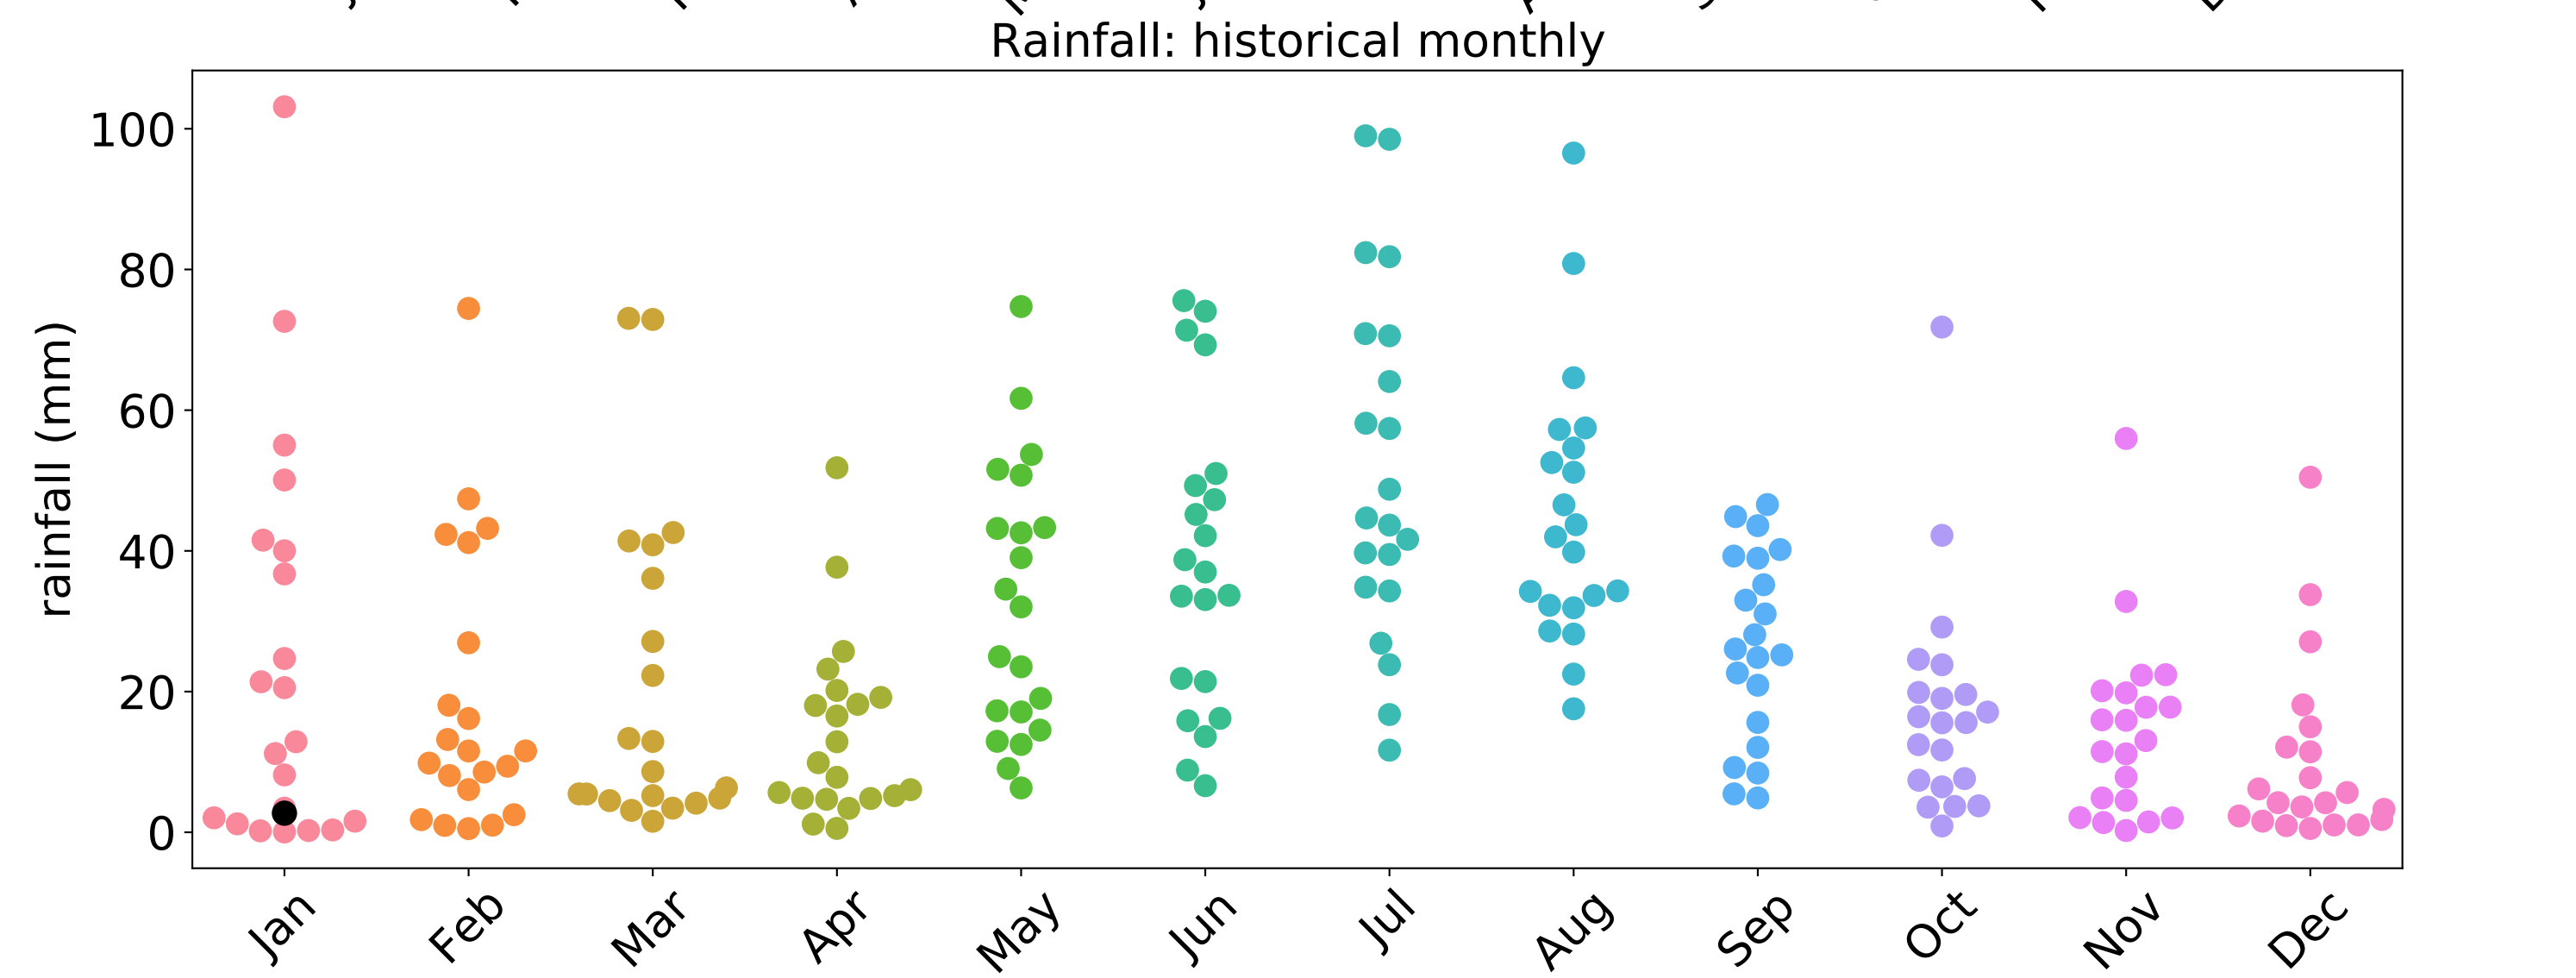 Rainfall: historical monthly
rainfall (mm)
100
80
60
40
20
0
Jan
Feb
Mar
Apr
May
Jun
Jul
Aug
Sep
Oct
Nov
Dec